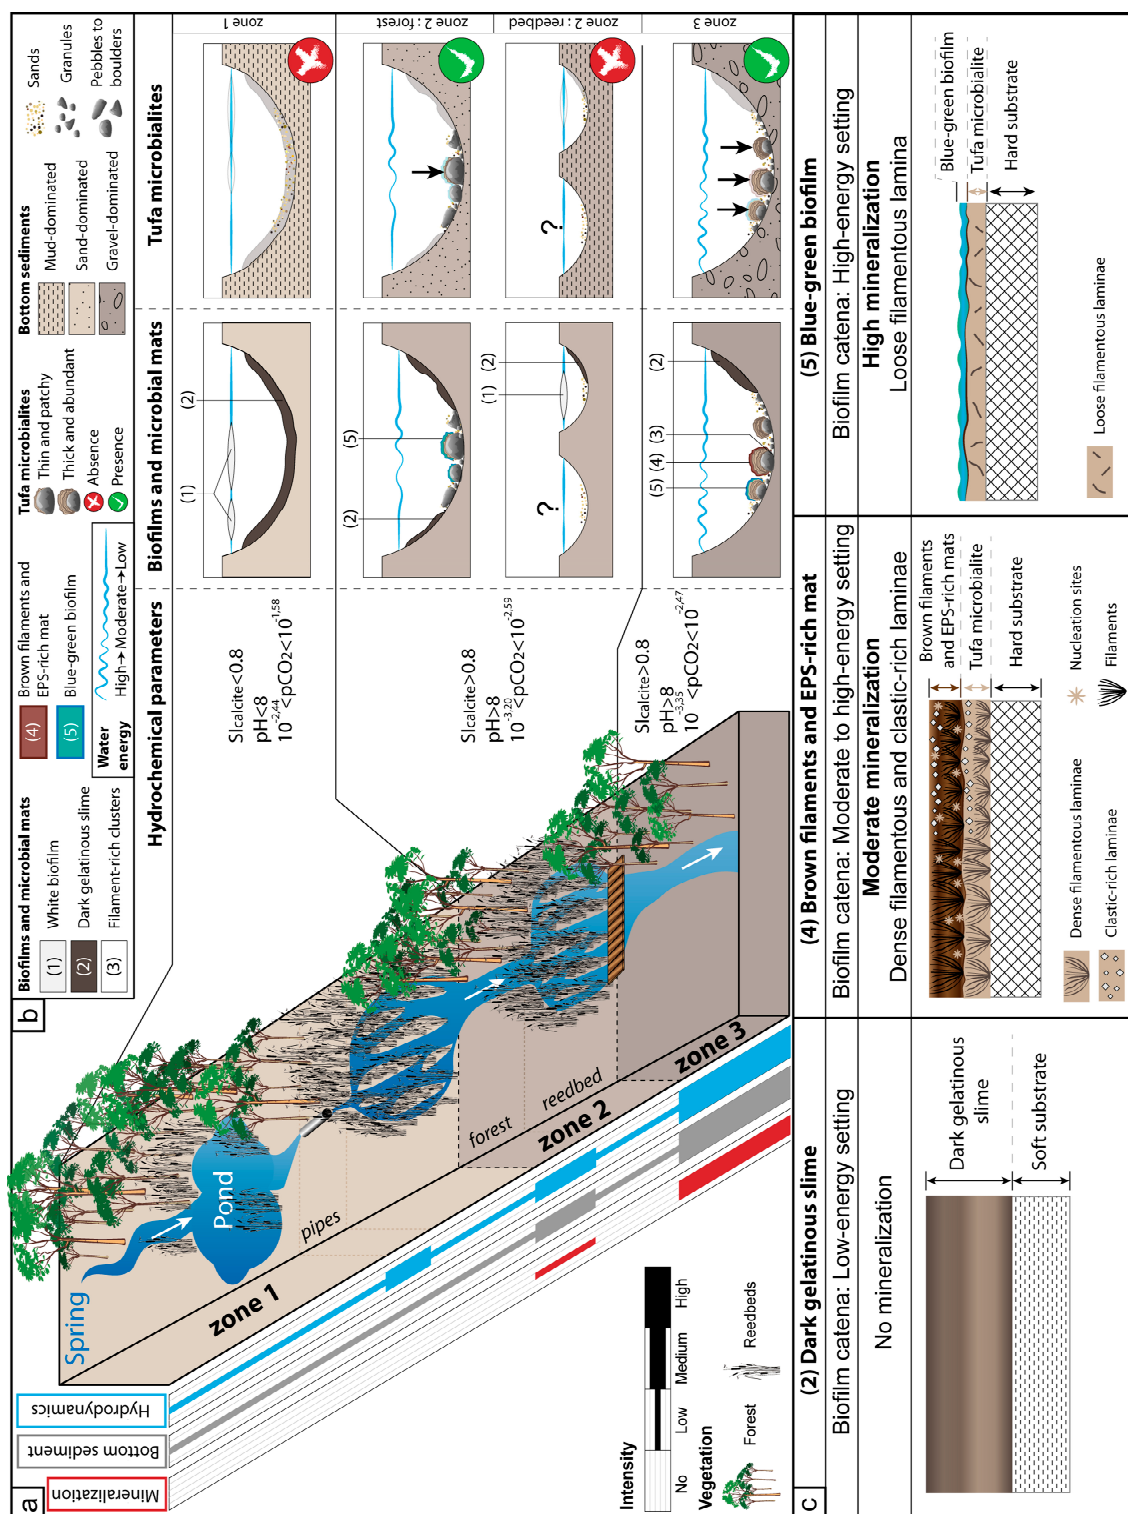 a
Mineralization
Bottom sediment
Hydrodynamics
Spring
Pond
pipes
forest
reedbed
zone 1
zone 2
zone 3
Intensity
No
Low
Medium
High
Vegetation
Forest
Reedbeds
b
Biofilms and microbial mats
(1)
White biofilm
(2)
Dark gelatinous slime
(3)
Filament-rich clusters
(4)
Brown filaments and
EPS-rich mat
(5)
Blue-green biofilm
Water
energy
High→Moderate→Low
Tufa microbialites
Thin and patchy
Thick and abundant
Absence
Presence
Bottom sediments
Mud-dominated
Sand-dominated
Gravel-dominated
Sands
Granules
Pebbles to
boulders
Hydrochemical parameters
Biofilms and microbial mats
Tufa microbialites
SIcalcite<0.8
pH<8
10^-2,44<pCO2<10^-1,58
(1)
(2)
zone 1
SIcalcite>0.8
pH>8
10^-3,20<pCO2<10^-2,59
(2)
(5)
zone 2 : forest
?
(1)
(2)
?
zone 2 : reedbed
SIcalcite>0.8
pH>8
10^-3,35<pCO2<10^-2,47
(5)
(4)
(3)
(2)
zone 3
c
(2) Dark gelatinous slime
Biofilm catena: Low-energy setting
No mineralization
Dark gelatinous
slime
Soft substrate
(4) Brown filaments and EPS-rich mat
Biofilm catena: Moderate to high-energy setting
Moderate mineralization
Dense filamentous and clastic-rich laminae
Brown filaments
and EPS-rich mats
Tufa microbialite
Hard substrate
Dense filamentous laminae
Clastic-rich laminae
Nucleation sites
Filaments
(5) Blue-green biofilm
Biofilm catena: High-energy setting
High mineralization
Loose filamentous lamina
Blue-green biofilm
Tufa microbialite
Hard substrate
Loose filamentous laminae